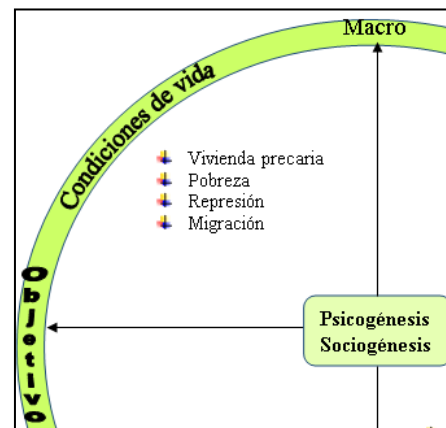 Macro
Condiciones de vida
Vivienda precaria
Pobreza
Represión
Migración
Objetivo
Psicogénesis
Sociogénesis